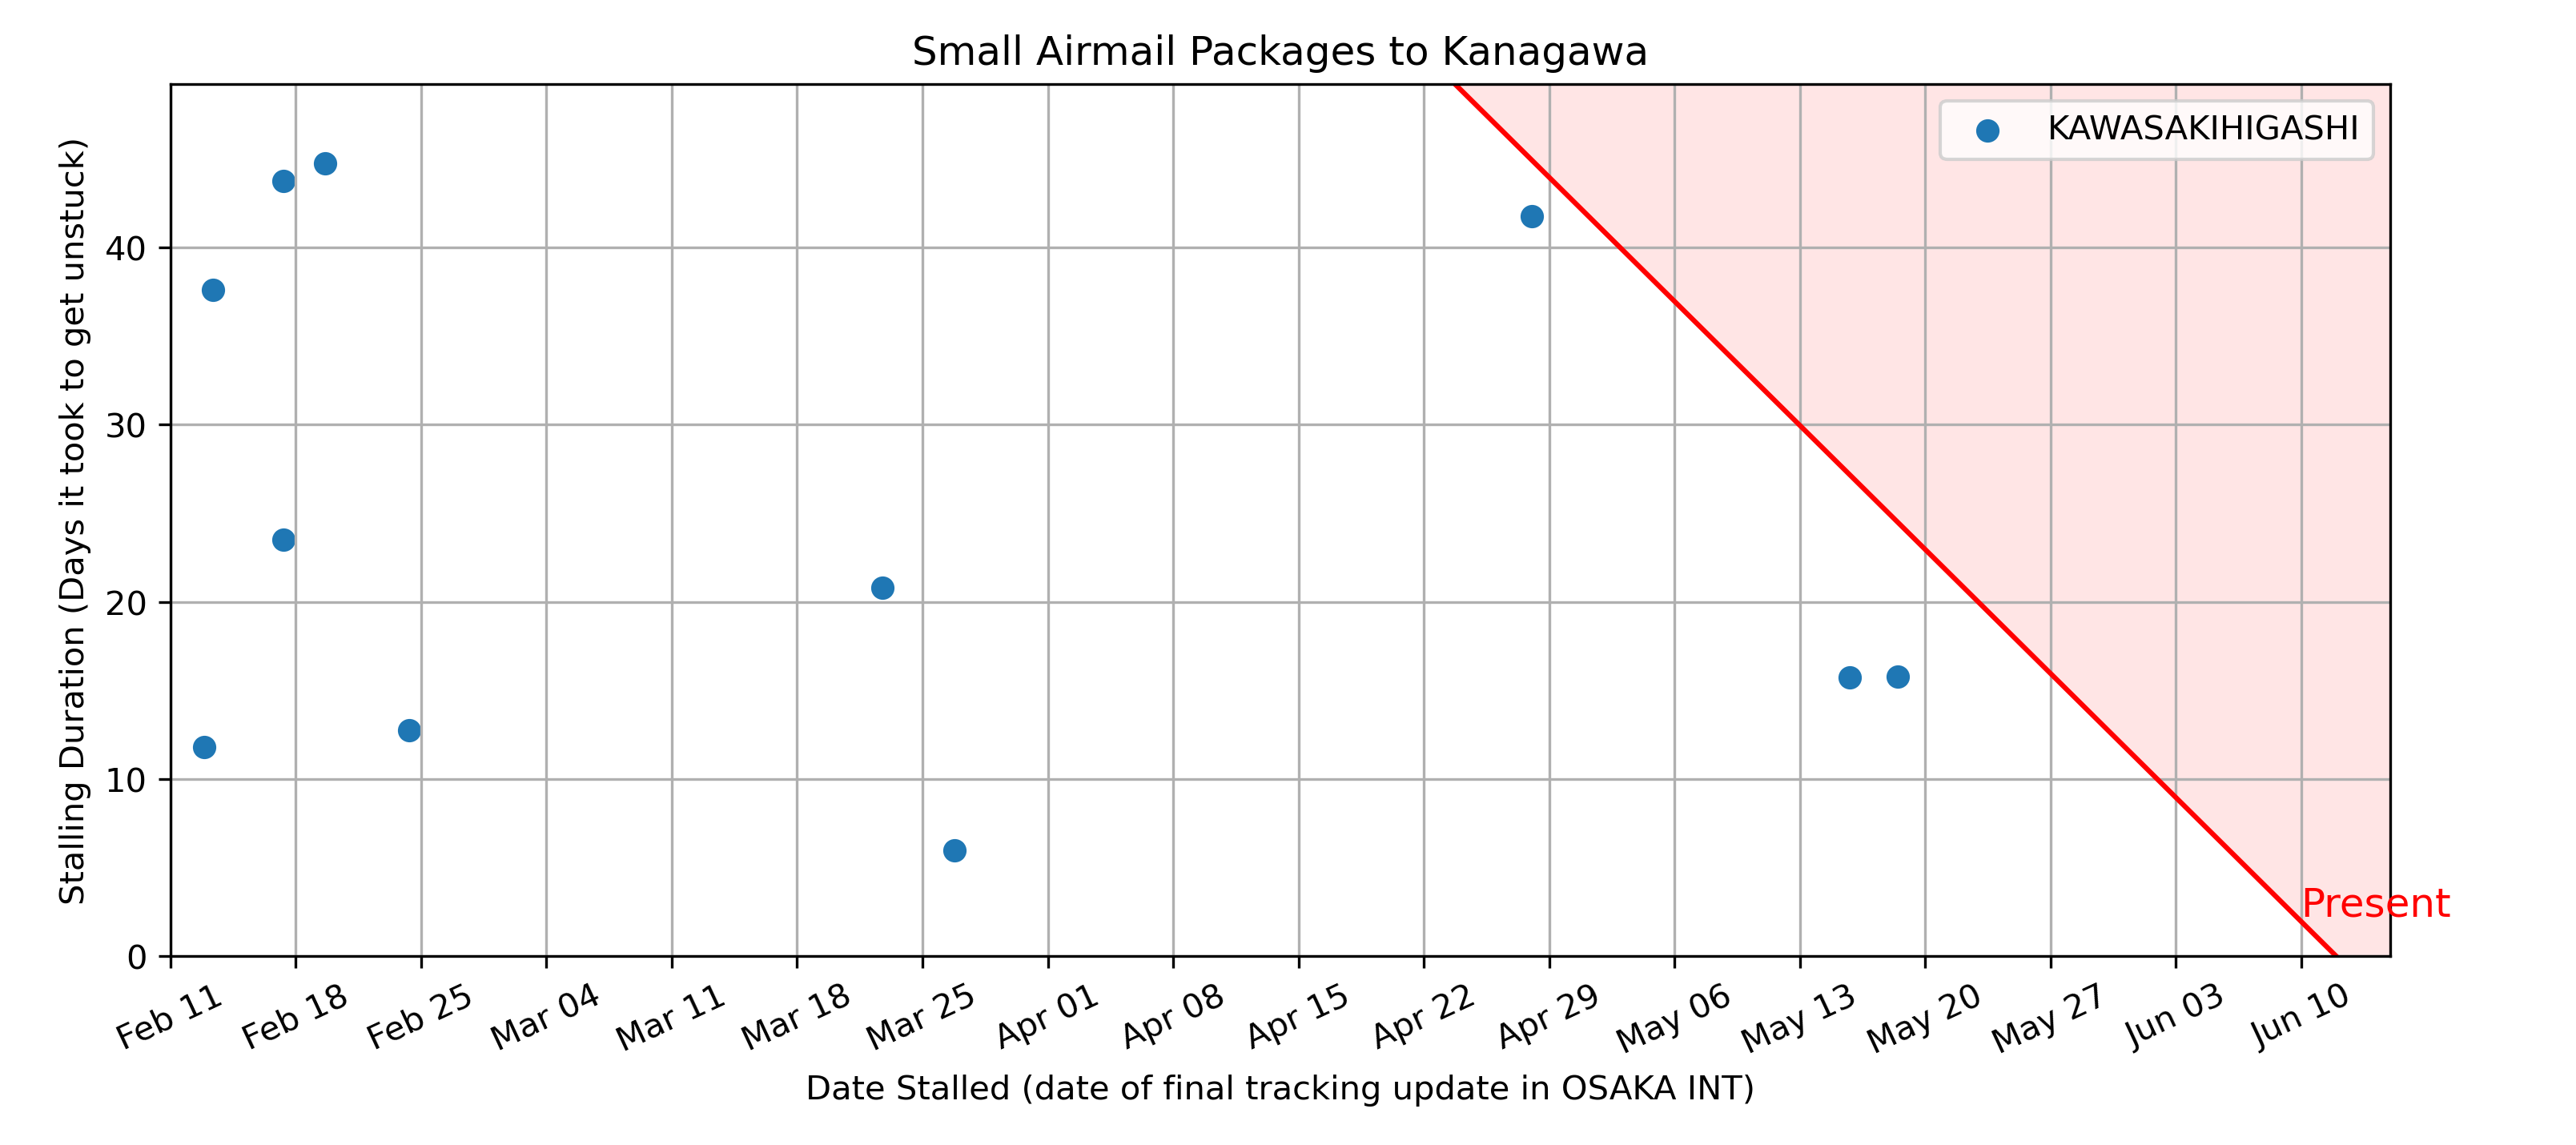 Small Airmail Packages to Kanagawa
KAWASAKIHIGASHI
Stalling Duration (Days it took to get unstuck)
40
30
20
10
0
Present
Feb 11
Feb 18
Feb 25
Mar 04
Mar 11
Mar 18
Mar 25
Apr 01
Apr 08
Apr 15
Apr 22
Apr 29
May 06
May 13
May 20
May 27
Jun 03
Jun 10
Date Stalled (date of final tracking update in OSAKA INT)